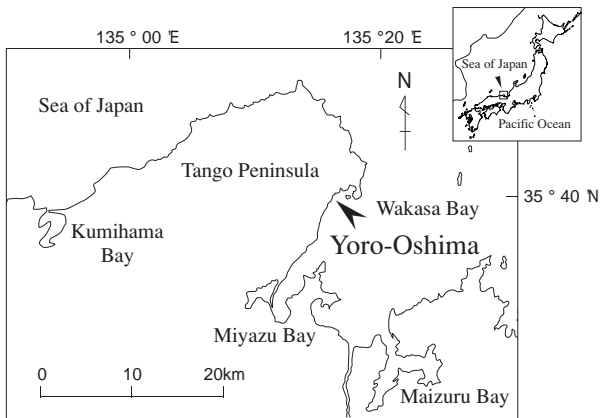 135 ° 00 ´E
135 ° 20 ´E
Sea of Japan
Pacific Ocean
Sea of Japan
N
Tango Peninsula
35 ° 40 ´N
Wakasa Bay
Kumihama
Bay
Yoro-Oshima
Miyazu Bay
0 10 20km
Maizuru Bay